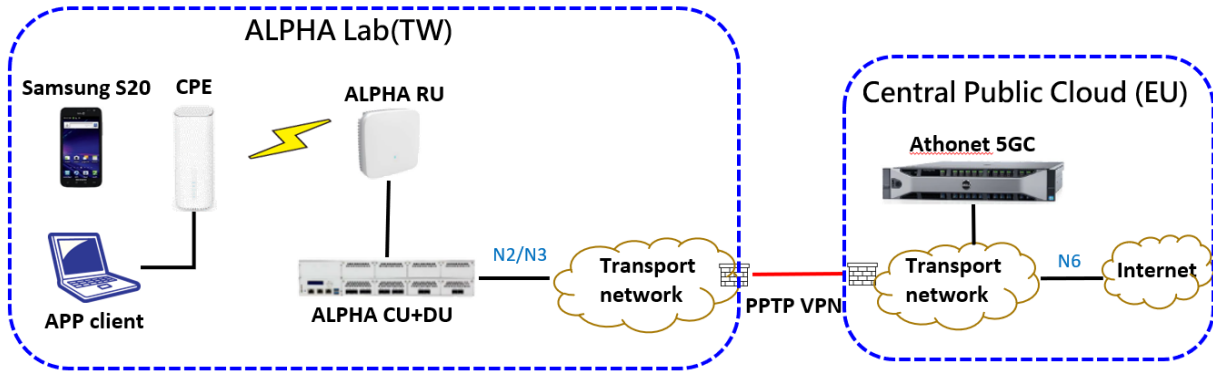 ALPHA Lab(TW)
Samsung S20
CPE
ALPHA RU
APP client
ALPHA CU+DU
N2/N3
Transport
network
PPTP VPN
Central Public Cloud (EU)
Athonet 5GC
Transport
network
N6
Internet